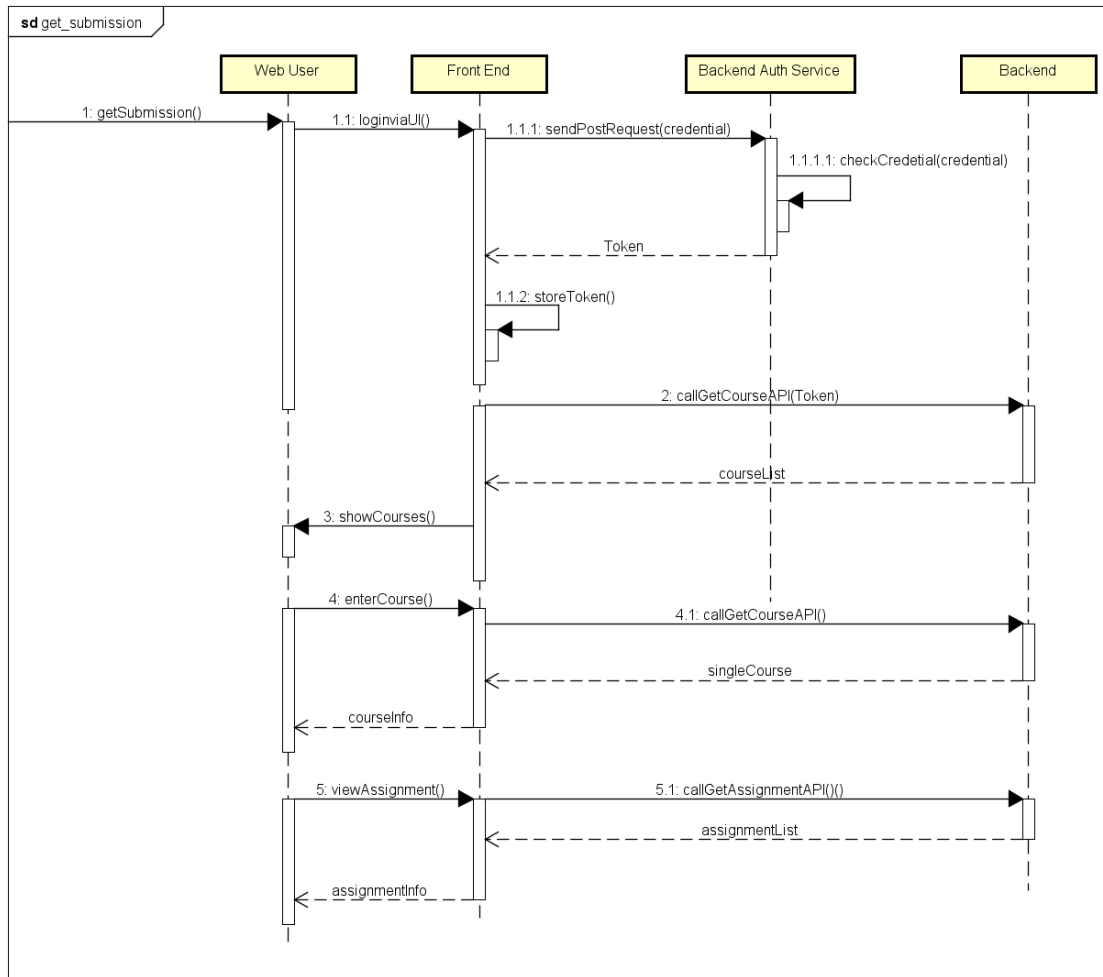 sd get_submission
Web User
Front End
Backend Auth Service
Backend
1: getSubmission()
1.1: loginviaUI()
1.1.1: sendPostRequest(credential)
1.1.1.1: checkCredetial(credential)
Token
1.1.2: storeToken()
2: callGetCourseAPI(Token)
courseList
3: showCourses()
4: enterCourse()
4.1: callGetCourseAPI()
singleCourse
courseInfo
5: viewAssignment()
5.1: callGetAssignmentAPI()()
assignmentList
assignmentInfo